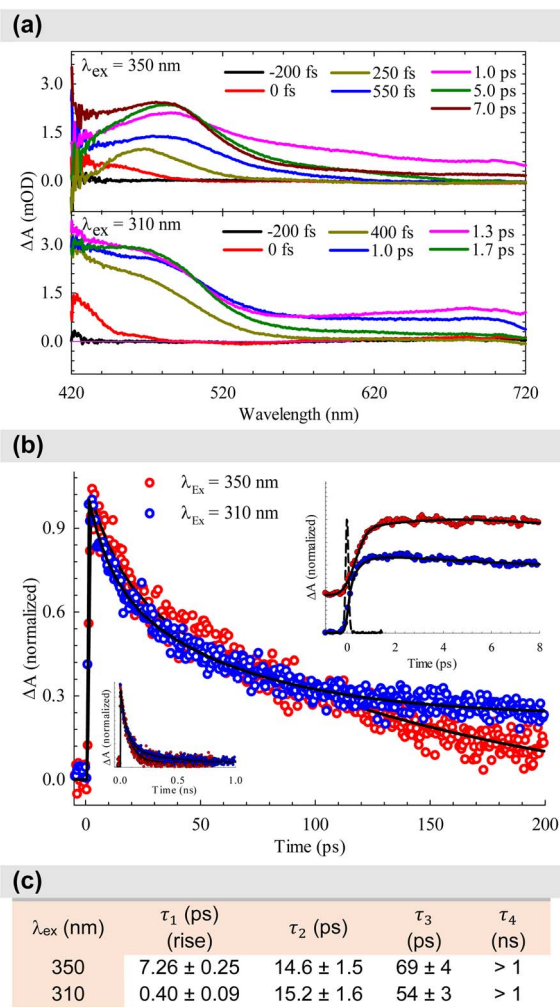 (a)
λex = 350 nm
-200 fs 250 fs 1.0 ps
0 fs 550 fs 5.0 ps
7.0 ps
3.0
1.5
0.0
ΔA (mOD)
λex = 310 nm
-200 fs 400 fs 1.3 ps
0 fs 1.0 ps 1.7 ps
3.0
1.5
0.0
420 520 620 720
Wavelength (nm)
(b)
λEx = 350 nm
λEx = 310 nm
0.9
0.6
0.3
0.0
ΔA (normalized)
ΔA (normalized)
0 2 4 6 8
Time (ps)
ΔA (normalized)
0.0 0.5 1.0
Time (ns)
0 50 100 150 200
Time (ps)
(c)
λex (nm) τ1 (ps) (rise) τ2 (ps) τ3 (ps) τ4 (ns)
350 7.26 ± 0.25 14.6 ± 1.5 69 ± 4 > 1
310 0.40 ± 0.09 15.2 ± 1.6 54 ± 3 > 1